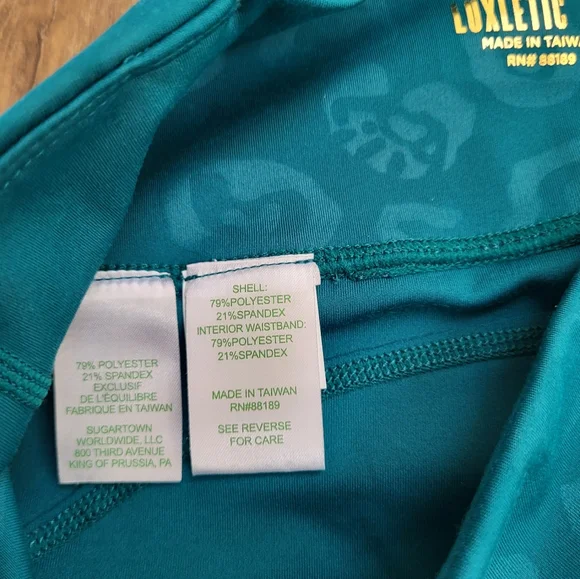 LUXLETIC
MADE IN TAIWA
RN# 88189
79% POLYESTER
21% SPANDEX
EXCLUSIF
DE L'ÉQUILIBRE
FABRIQUE EN TAIWAN
SUGARTOWN
WORLDWIDE, LLC
800 THIRD AVENUE
KING OF PRUSSIA, PA
SHELL:
79%POLYESTER
21%SPANDEX
INTERIOR WAISTBAND:
79%POLYESTER
21%SPANDEX
MADE IN TAIWAN
RN#88189
SEE REVERSE
FOR CARE